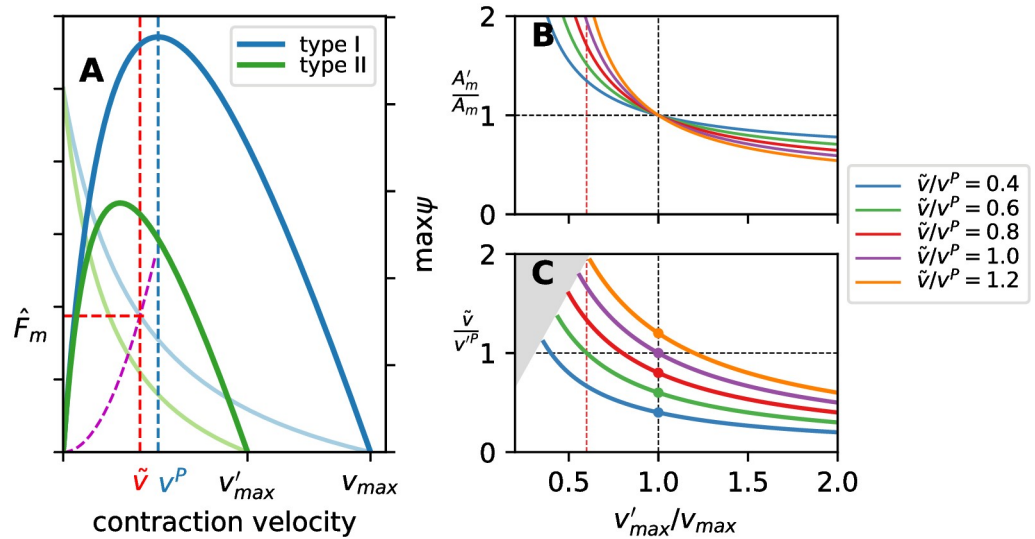 A
type I
type II
F̂ₘ
maxψ
ṽ
vᴾ
v′ₘₐₓ
vₘₐₓ
contraction velocity
B
A′ₘ
Aₘ
2
1
0
C
ṽ
v′ᴾ
2
1
0
0.5
1.0
1.5
2.0
v′ₘₐₓ/vₘₐₓ
ṽ/vᴾ = 0.4
ṽ/vᴾ = 0.6
ṽ/vᴾ = 0.8
ṽ/vᴾ = 1.0
ṽ/vᴾ = 1.2